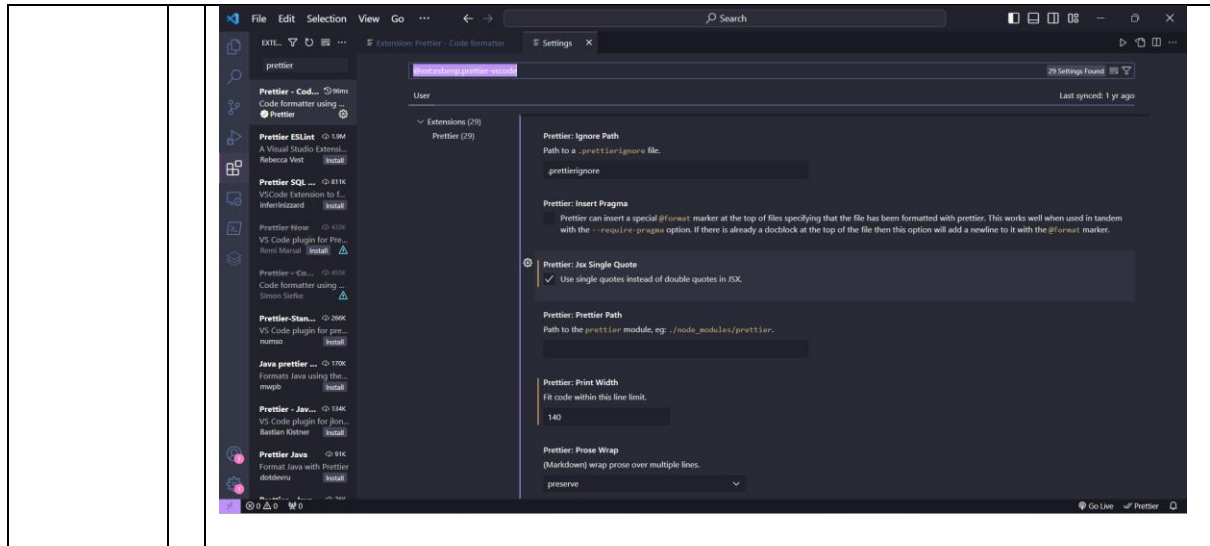 File Edit Selection View Go ··· Search
EXTE...
Extension: Prettier - Code formatter
Settings
prettier
@ext:esbenp.prettier-vscode
29 Settings Found
User
Last synced: 1 yr ago
Extensions (29)
Prettier (29)
Prettier - Cod... 96ms
Code formatter using ...
Prettier
Prettier ESLint 1.9M
A Visual Studio Extensi...
Rebecca Vest Install
Prettier SQL ... 811K
VSCode Extension to f...
inferrinizzard Install
Prettier Now 433K
VS Code plugin for Pre...
Remi Marsal Install
Prettier - Co... 455K
Code formatter using ...
Simon Siefke
Prettier-Stan... 266K
VS Code plugin for pre...
numso Install
Java prettier ... 170K
Formats Java using the...
mwpb Install
Prettier - Jav... 134K
VS Code plugin for jlon...
Bastian Kistner Install
Prettier Java 91K
Format Java with Prettier
dotdevru Install
Prettier: Ignore Path
Path to a .prettierignore file.
.prettierignore
Prettier: Insert Pragma
Prettier can insert a special @format marker at the top of files specifying that the file has been formatted with prettier. This works well when used in tandem
with the --require-pragma option. If there is already a docblock at the top of the file then this option will add a newline to it with the @format marker.
Prettier: Jsx Single Quote
Use single quotes instead of double quotes in JSX.
Prettier: Prettier Path
Path to the prettier module, eg: ./node_modules/prettier.
Prettier: Print Width
Fit code within this line limit.
140
Prettier: Prose Wrap
(Markdown) wrap prose over multiple lines.
preserve
0 0 0
Go Live Prettier